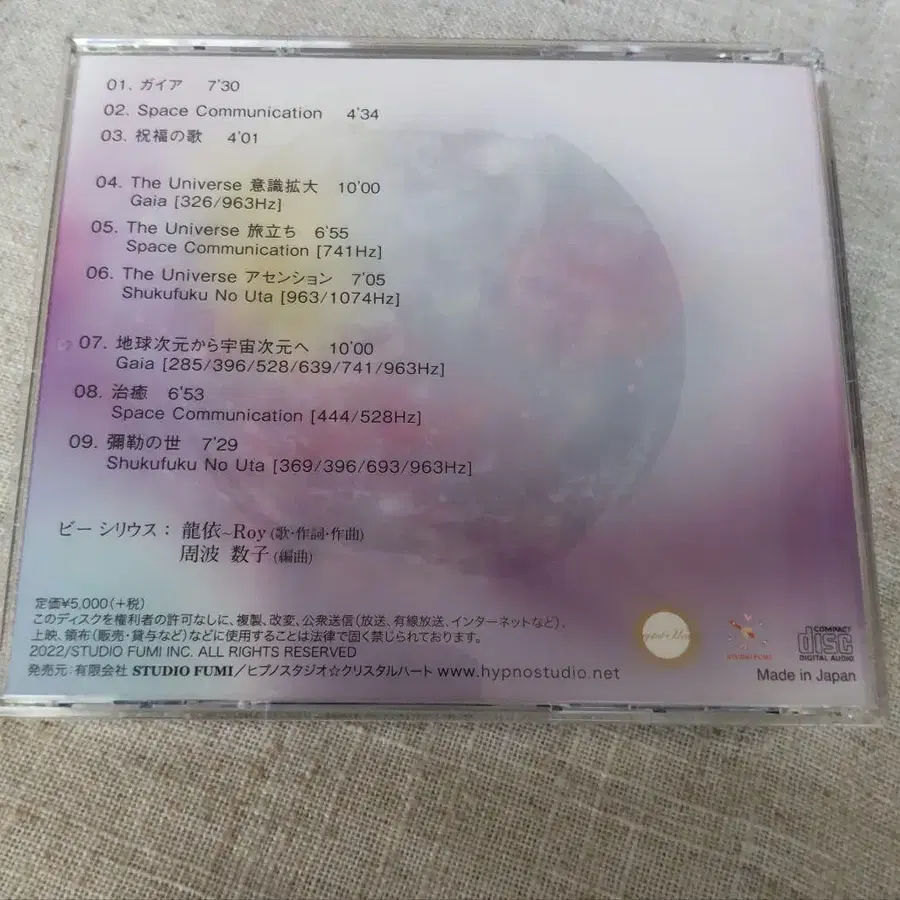 01. ガイア 7'30
02. Space Communication 4'34
03. 祝福の歌 4'01
04. The Universe 意識拡大 10'00
Gaia [326/963Hz]
05. The Universe 旅立ち 6'55
Space Communication [741Hz]
06. The Universe アセンション 7'05
Shukufuku No Uta [963/1074Hz]
07. 地球次元から宇宙次元へ 10'00
Gaia [285/396/528/639/741/963Hz]
08. 治癒 6'53
Space Communication [444/528Hz]
09. 彌勒の世 7'29
Shukufuku No Uta [369/396/693/963Hz]
ビー シリウス： 龍依~Roy (歌・作詞・作曲)
周波 数子 (編曲)
定価¥5,000(+税)
このディスクを権利者の許可なしに、複製、改変、公衆送信(放送、有線放送、インターネットなど)、
上映、頒布(販売・貸与など)などに使用することは法律で固く禁じられております。
2022/STUDIO FUMI INC. ALL RIGHTS RESERVED
発売元：有限会社 STUDIO FUMI/ヒプノスタジオ☆クリスタルハート www.hypnostudio.net
STUDIO FUMI
COMPACT
disc
DIGITAL AUDIO
Made in Japan